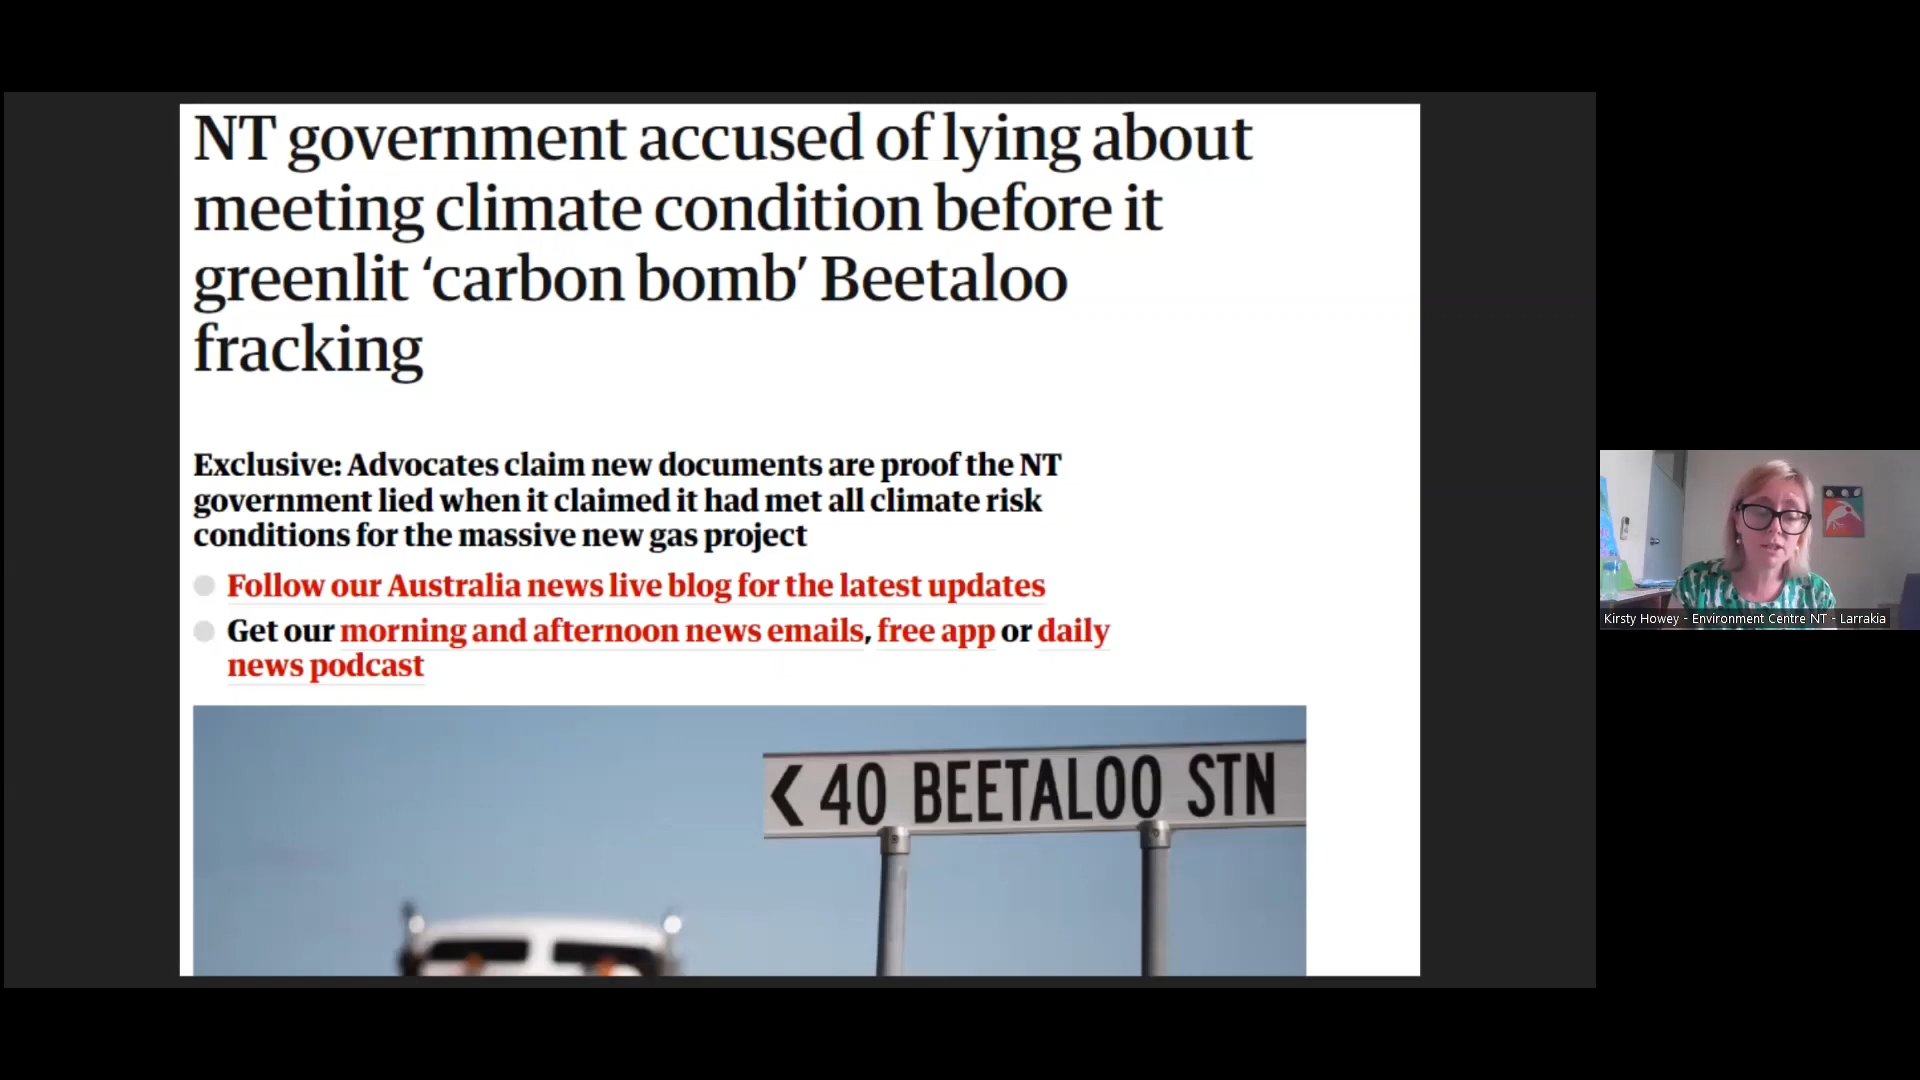 NT government accused of lying about
meeting climate condition before it
greenlit ‘carbon bomb’ Beetaloo
fracking
Exclusive: Advocates claim new documents are proof the NT
government lied when it claimed it had met all climate risk
conditions for the massive new gas project
Follow our Australia news live blog for the latest updates
Get our morning and afternoon news emails, free app or daily
news podcast
< 40 BEETALOO STN
Kirsty Howey - Environment Centre NT - Larrakia